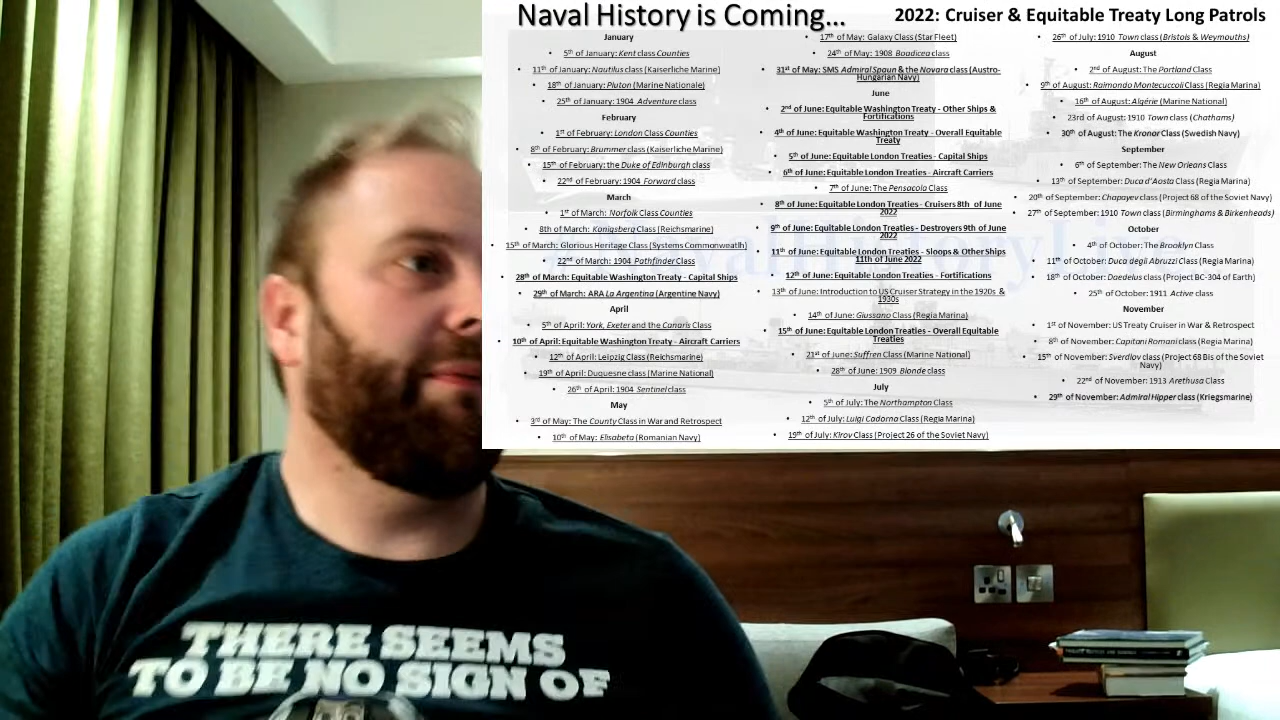 Naval History is Coming...
2022: Cruiser & Equitable Treaty Long Patrols
January
• 5th of January: Kent class Counties
• 11th of January: Nautilus class (Kaiserliche Marine)
• 18th of January: Pluton (Marine Nationale)
• 25th of January: 1904 Adventure class
February
• 1st of February: London Class Counties
• 8th of February: Brummer class (Kaiserliche Marine)
• 15th of February: the Duke of Edinburgh class
• 22nd of February: 1904 Forward class
March
• 1st of March: Norfolk Class Counties
• 8th of March: Konigsberg Class (Reichsmarine)
• 15th of March: Glorious Heritage Class (Systems Commonwealth)
• 22nd of March: 1904 Pathfinder Class
• 28th of March: Equitable Washington Treaty - Capital Ships
• 29th of March: ARA La Argentina (Argentine Navy)
April
• 5th of April: York, Exeter and the Canaris Class
• 10th of April: Equitable Washington Treaty - Aircraft Carriers
• 12th of April: Leipzig Class (Reichsmarine)
• 19th of April: Duquesne class (Marine National)
• 26th of April: 1904 Sentinel class
May
• 3rd of May: The County Class in War and Retrospect
• 10th of May: Elisabeta (Romanian Navy)
• 17th of May: Galaxy Class (Star Fleet)
• 24th of May: 1908 Boadicea class
• 31st of May: SMS Admiral Spaun & the Novara class (Austro-
Hungarian Navy)
June
• 2nd of June: Equitable Washington Treaty - Other Ships &
Fortifications
• 4th of June: Equitable Washington Treaty - Overall Equitable
Treaty
• 5th of June: Equitable London Treaties - Capital Ships
• 6th of June: Equitable London Treaties - Aircraft Carriers
• 7th of June: The Pensacola Class
• 8th of June: Equitable London Treaties - Cruisers 8th of June
2022
• 9th of June: Equitable London Treaties - Destroyers 9th of June
2022
• 11th of June: Equitable London Treaties - Sloops & Other Ships
11th of June 2022
• 12th of June: Equitable London Treaties - Fortifications
• 13th of June: Introduction to US Cruiser Strategy in the 1920s &
1930s
• 14th of June: Giussano Class (Regia Marina)
• 15th of June: Equitable London Treaties - Overall Equitable
Treaties
• 21st of June: Suffren Class (Marine National)
• 28th of June: 1909 Blonde class
July
• 5th of July: The Northampton Class
• 12th of July: Luigi Cadorna Class (Regia Marina)
• 19th of July: Kirov Class (Project 26 of the Soviet Navy)
• 26th of July: 1910 Town class (Bristols & Weymouths)
August
• 2nd of August: The Portland Class
• 9th of August: Raimondo Montecuccoli Class (Regia Marina)
• 16th of August: Algérie (Marine National)
• 23rd of August: 1910 Town class (Chathams)
• 30th of August: The Kronor Class (Swedish Navy)
September
• 6th of September: The New Orleans Class
• 13th of September: Duca d'Aosta Class (Regia Marina)
• 20th of September: Chapayev class (Project 68 of the Soviet Navy)
• 27th of September: 1910 Town class (Birminghams & Birkenheads)
October
• 4th of October: The Brooklyn Class
• 11th of October: Duca degli Abruzzi Class (Regia Marina)
• 18th of October: Daedelus class (Project BC-304 of Earth)
• 25th of October: 1911 Active class
November
• 1st of November: US Treaty Cruiser in War & Retrospect
• 8th of November: Capitani Romani class (Regia Marina)
• 15th of November: Sverdlov class (Project 68 Bis of the Soviet
Navy)
• 22nd of November: 1913 Arethusa Class
• 29th of November: Admiral Hipper class (Kriegsmarine)
THERE SEEMS
TO BE NO SIGN OF